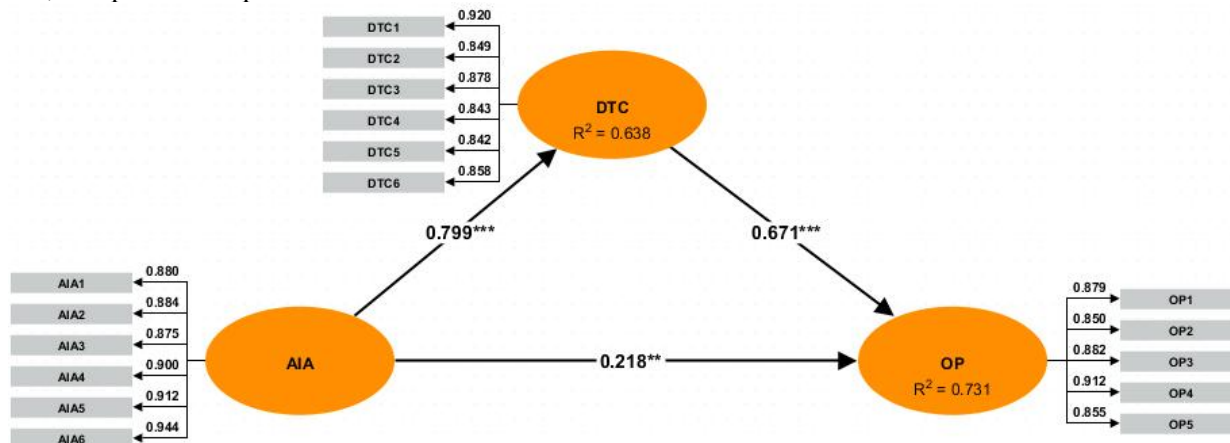 DTC1
0.920
DTC2
0.849
DTC3
0.878
DTC4
0.843
DTC5
0.842
DTC6
0.858
DTC
R² = 0.638
0.799***
0.671***
AIA1
0.880
AIA2
0.884
AIA3
0.875
AIA4
0.900
AIA5
0.912
AIA6
0.944
AIA
0.218**
OP
R² = 0.731
0.879
OP1
0.850
OP2
0.882
OP3
0.912
OP4
0.855
OP5